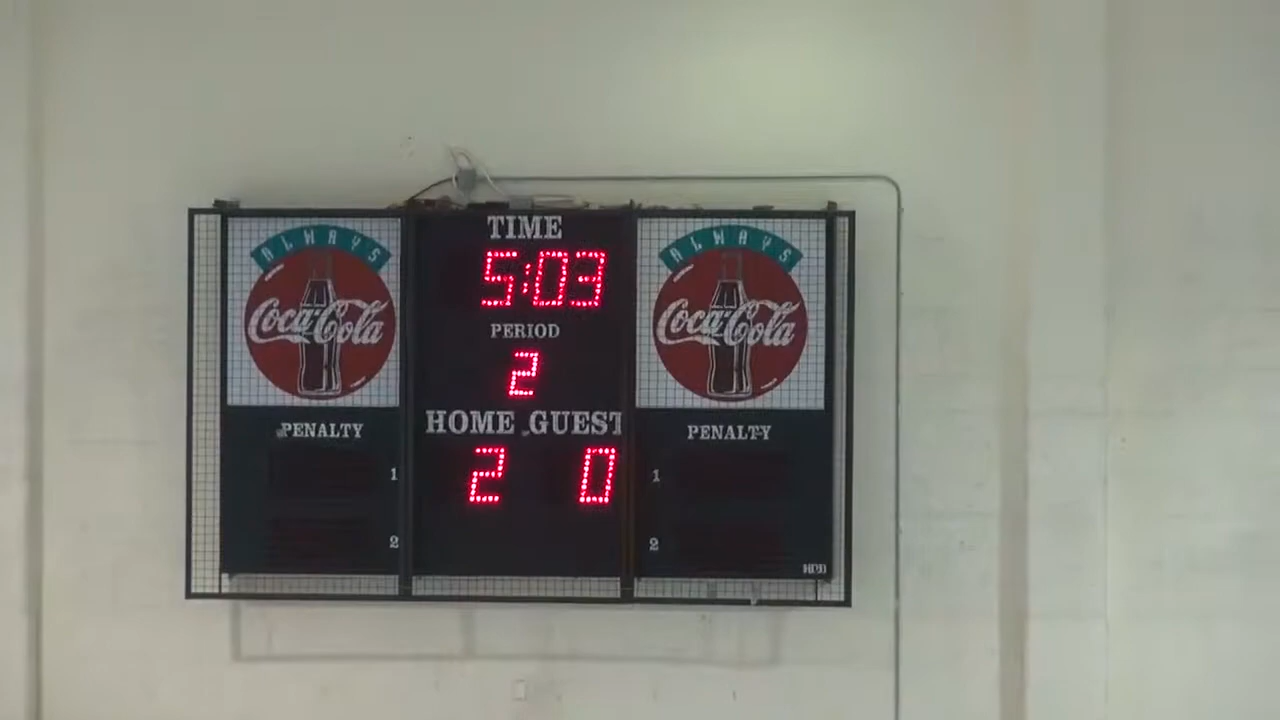 TIME
5:03
PERIOD
2
HOME GUEST
2 0
ALWAYS
Coca-Cola
PENALTY
1
2
ALWAYS
Coca-Cola
PENALTY
1
2